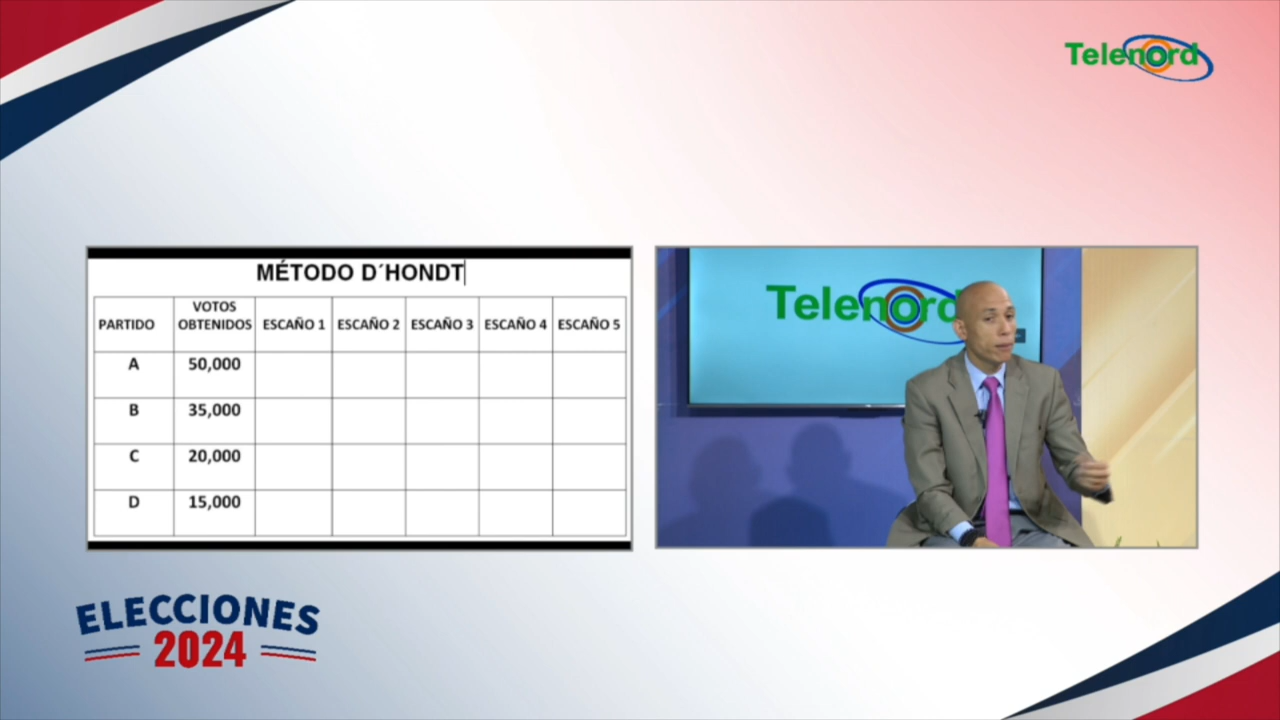 Telenord
MÉTODO D´HONDT
PARTIDO VOTOS OBTENIDOS ESCAÑO 1 ESCAÑO 2 ESCAÑO 3 ESCAÑO 4 ESCAÑO 5
A 50,000
B 35,000
C 20,000
D 15,000
Telenord
ELECCIONES
2024